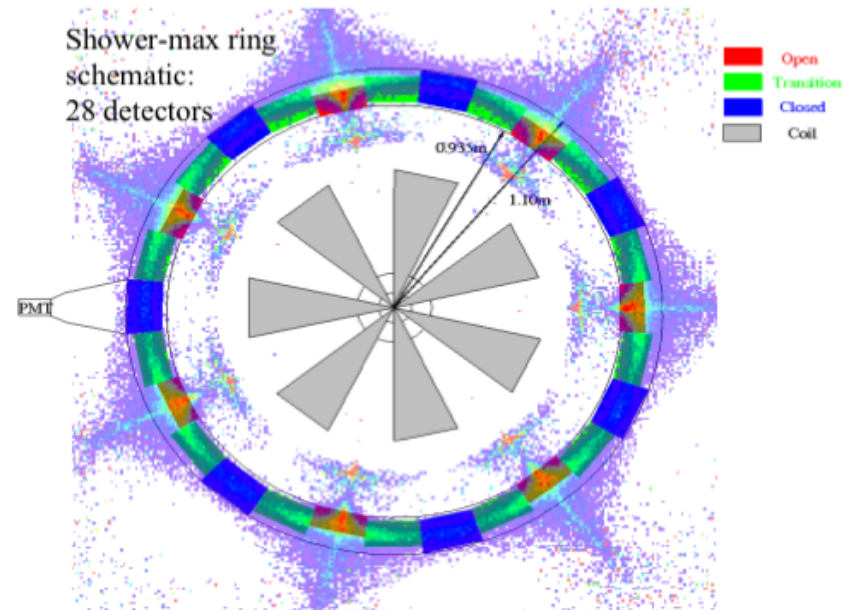 Shower-max ring
schematic:
28 detectors
Open
Transition
Closed
Coil
0.935m
1.10m
PMT